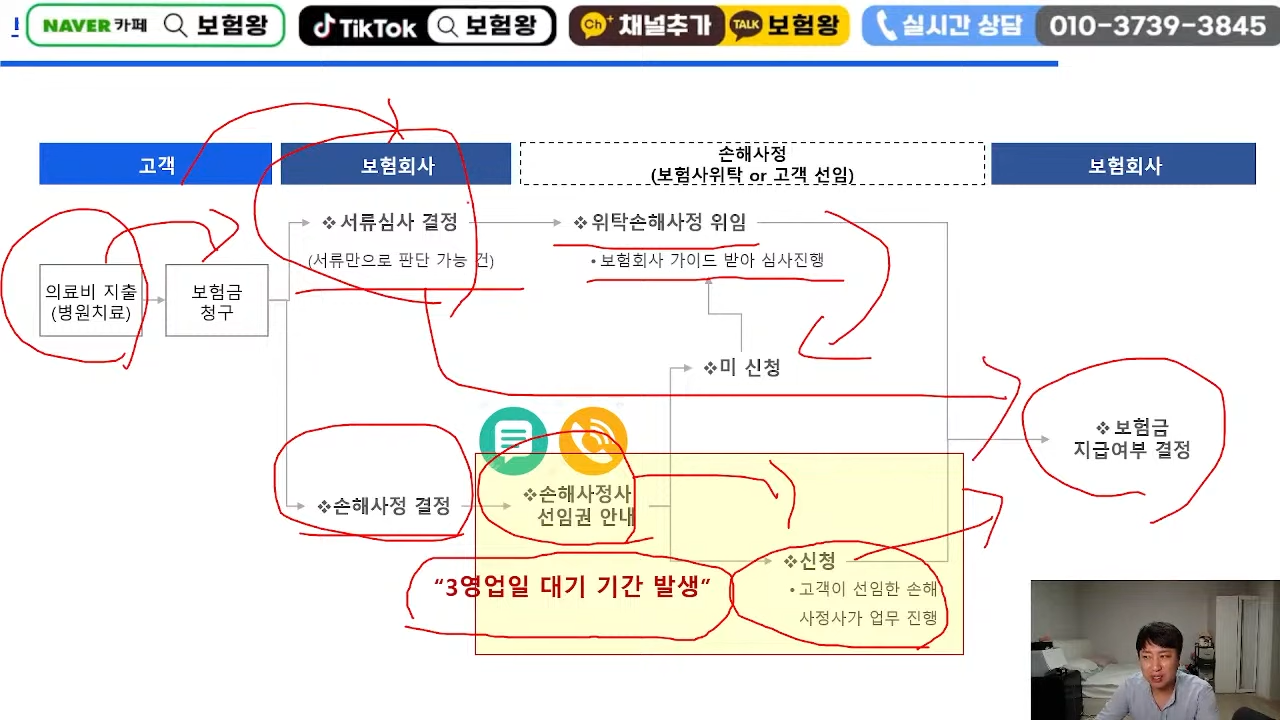 NAVER 카페 보험왕
TikTok 보험왕
Ch+ 채널추가 TALK 보험왕
실시간 상담 010-3739-3845
고객
보험회사
손해사정
(보험사위탁 or 고객 선임)
보험회사
❖서류심사 결정
(서류만으로 판단 가능 건)
❖위탁손해사정 위임
• 보험회사 가이드 받아 심사진행
의료비 지출
(병원치료)
보험금
청구
❖미 신청
❖보험금
지급여부 결정
❖손해사정 결정
❖손해사정사
선임권 안내
❖신청
• 고객이 선임한 손해
사정사가 업무 진행
“3영업일 대기 기간 발생”